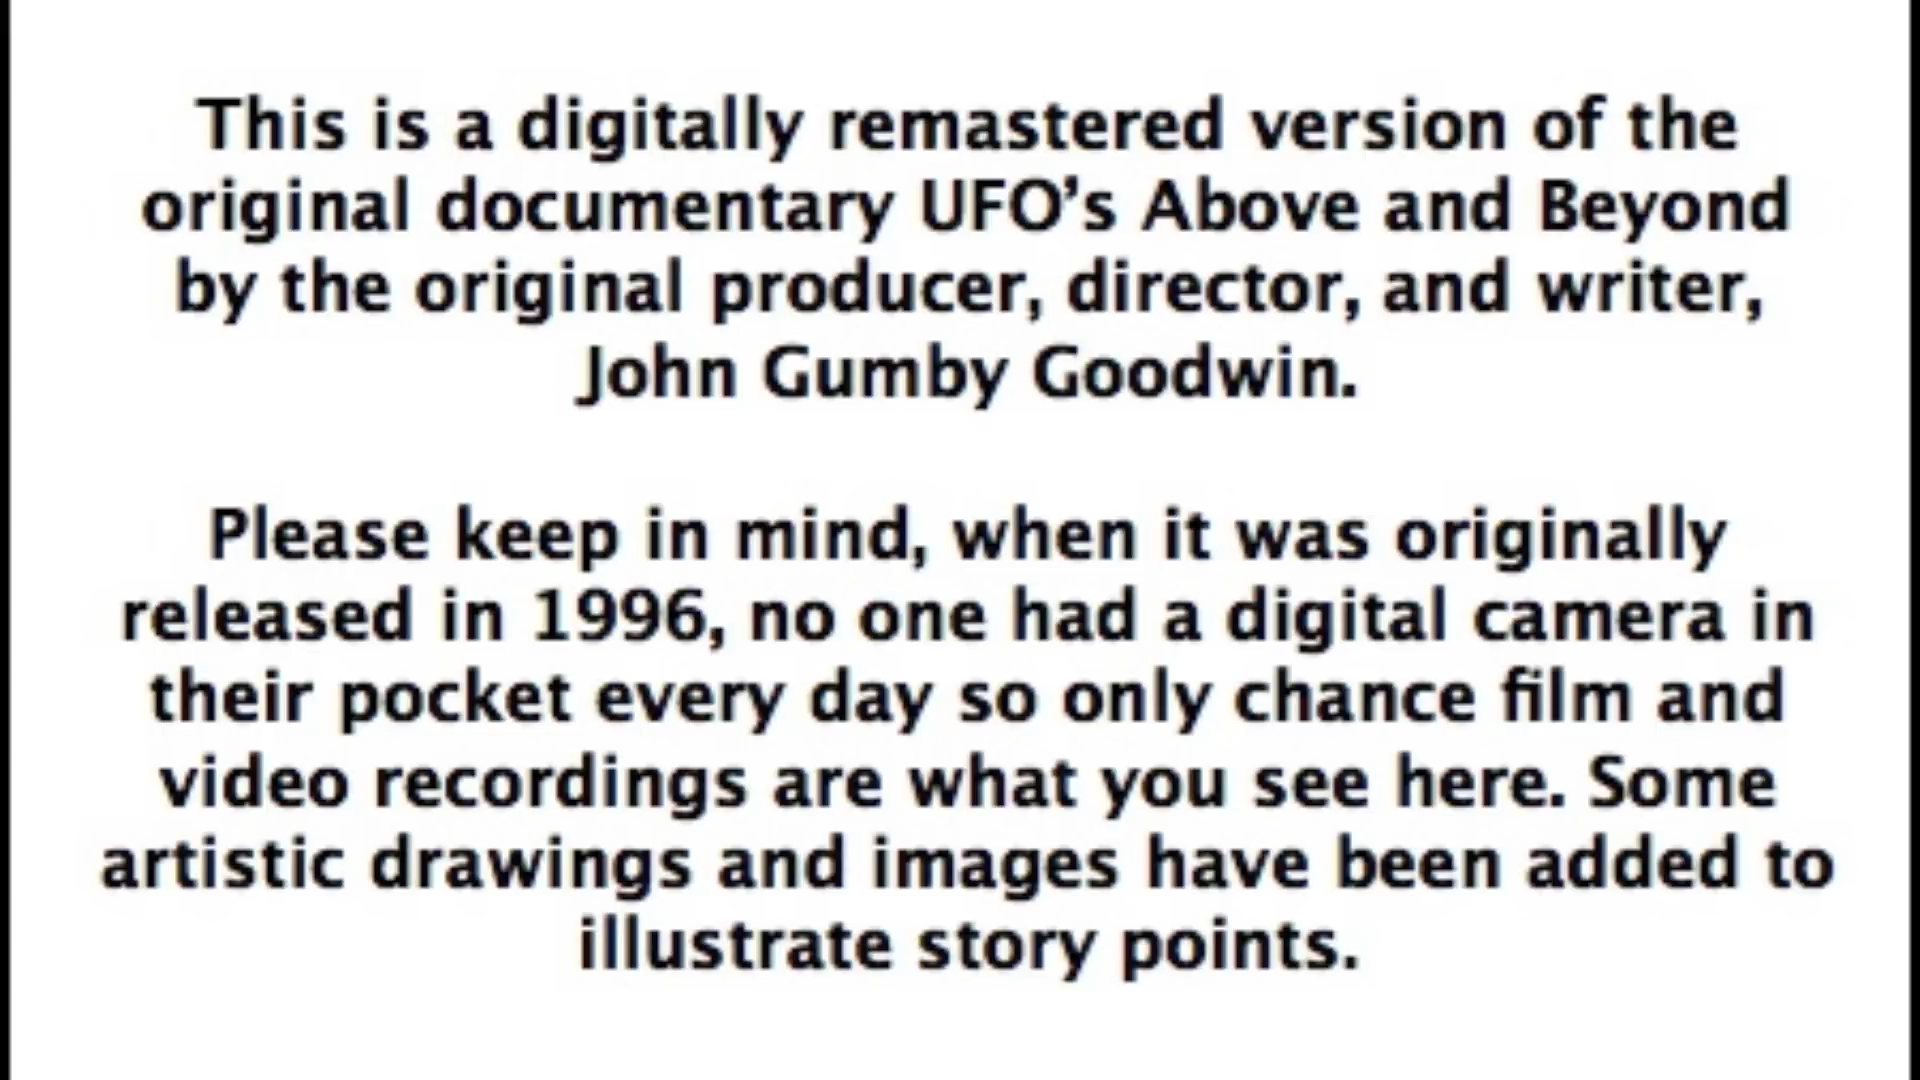 This is a digitally remastered version of the
original documentary UFO’s Above and Beyond
by the original producer, director, and writer,
John Gumby Goodwin.
Please keep in mind, when it was originally
released in 1996, no one had a digital camera in
their pocket every day so only chance film and
video recordings are what you see here. Some
artistic drawings and images have been added to
illustrate story points.